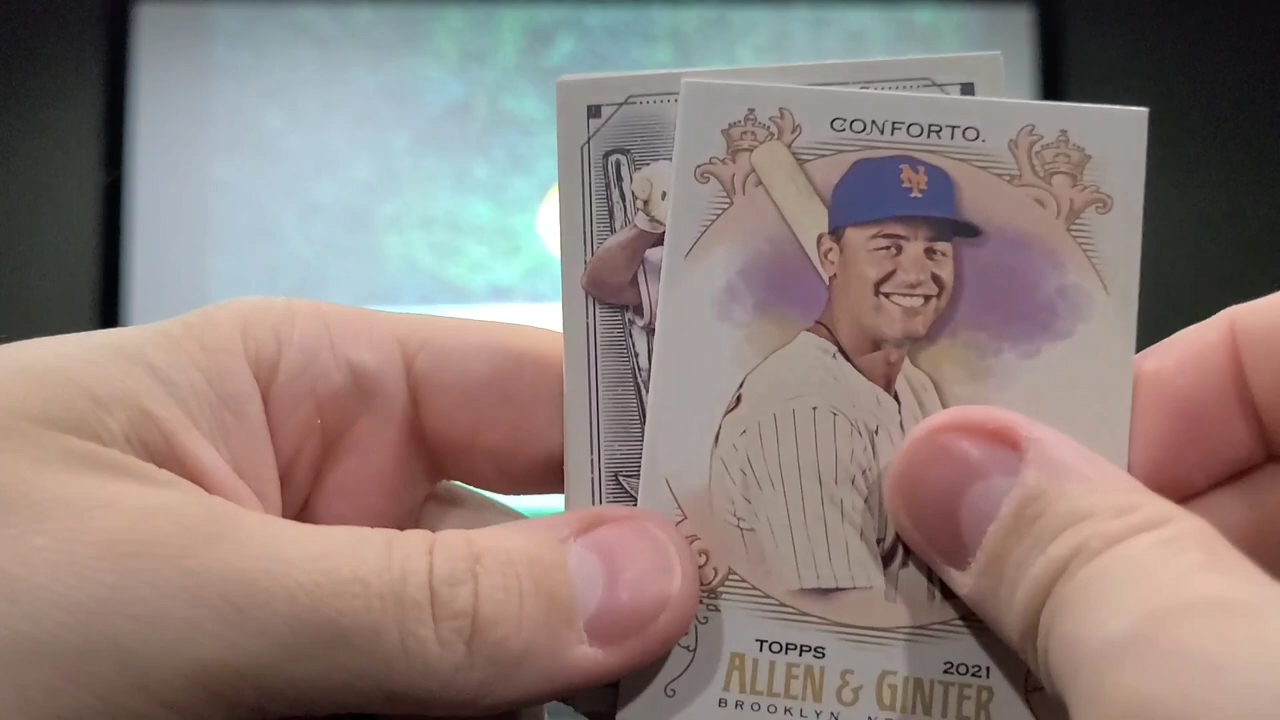 CONFORTO.
NY
TOPPS
2021
ALLEN & GINTER
BROOKLYN